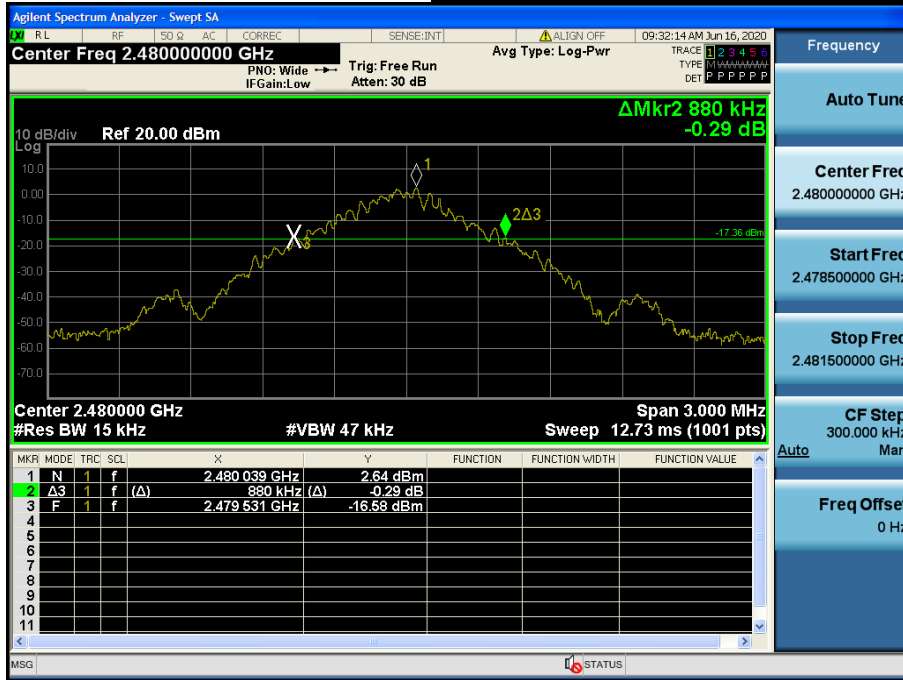 Agilent Spectrum Analyzer - Swept SA
LXI RL RF 50 Ω AC CORREC SENSE:INT ALIGN OFF 09:32:14 AM Jun 16, 2020
Center Freq 2.480000000 GHz
PNO: Wide
IFGain:Low
Trig: Free Run
Atten: 30 dB
Avg Type: Log-Pwr
TRACE 1 2 3 4 5 6
TYPE M WWWWW
DET P P P P P P
ΔMkr2 880 kHz
-0.29 dB
10 dB/div Ref 20.00 dBm
Log
10.0
0.00
-10.0
-20.0
-30.0
-40.0
-50.0
-60.0
-70.0
1
2Δ3
X3
-17.36 dBm
Center 2.480000 GHz Span 3.000 MHz
#Res BW 15 kHz #VBW 47 kHz Sweep 12.73 ms (1001 pts)
MKR MODE TRC SCL X Y FUNCTION FUNCTION WIDTH FUNCTION VALUE
1 N 1 f 2.480 039 GHz 2.64 dBm
2 Δ3 1 f (Δ) 880 kHz (Δ) -0.29 dB
3 F 1 f 2.479 531 GHz -16.58 dBm
4
5
6
7
8
9
10
11
MSG STATUS
Frequency
Auto Tune
Center Freq
2.480000000 GHz
Start Freq
2.478500000 GHz
Stop Freq
2.481500000 GHz
CF Step
300.000 kHz
Auto Man
Freq Offset
0 Hz